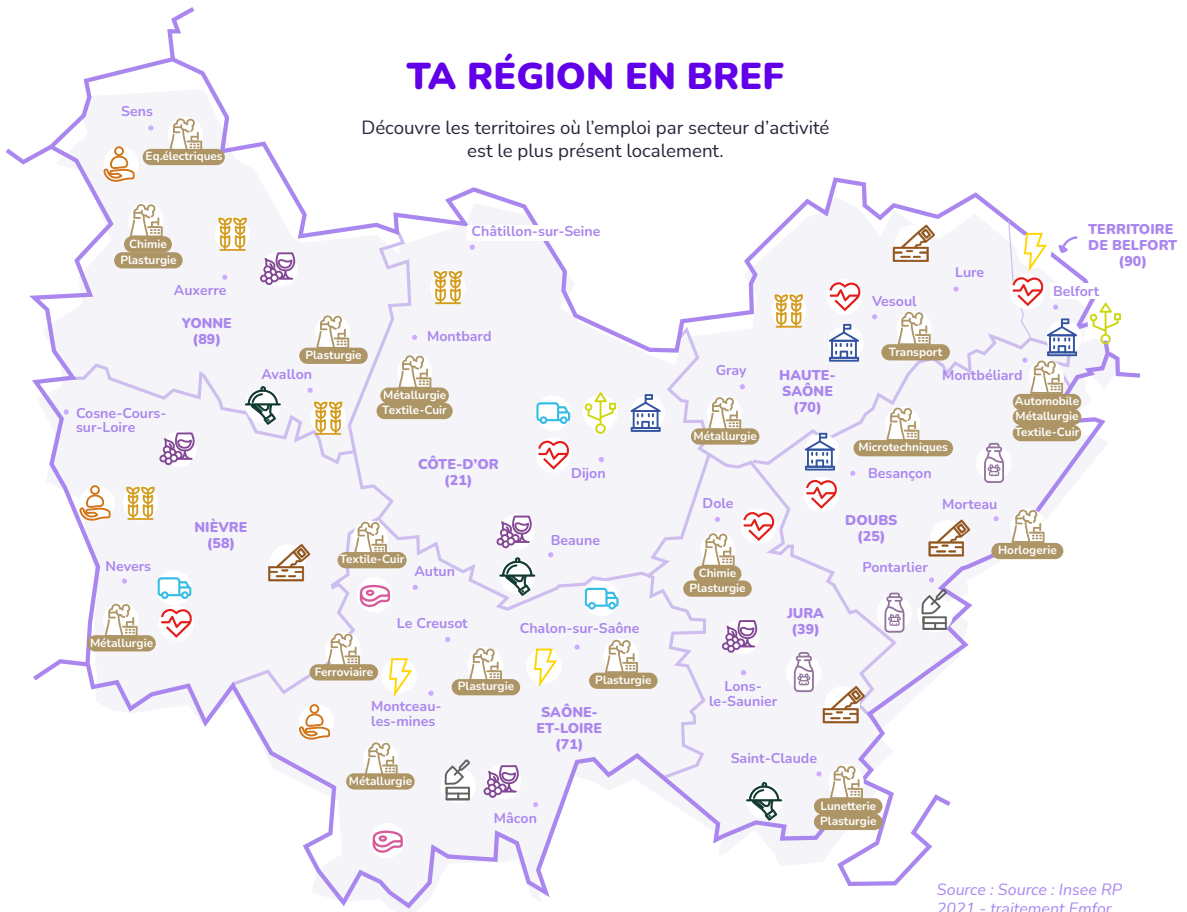 TA RÉGION EN BREF
Découvre les territoires où l'emploi par secteur d'activité
est le plus présent localement.
Sens
Eq.électriques
Chimie
Plasturgie
Auxerre
YONNE
(89)
Plasturgie
Avallon
Châtillon-sur-Seine
Montbard
Métallurgie
Textile-Cuir
CÔTE-D'OR
(21)
Dijon
Beaune
Cosne-Cours-
sur-Loire
NIÈVRE
(58)
Nevers
Métallurgie
Textile-Cuir
Autun
Le Creusot
Ferroviaire
Montceau-
les-mines
Plasturgie
Chalon-sur-Saône
Plasturgie
SAÔNE-
ET-LOIRE
(71)
Métallurgie
Mâcon
TERRITOIRE
DE BELFORT
(90)
Lure
Belfort
Vesoul
Transport
Gray
HAUTE-
SAÔNE
(70)
Métallurgie
Montbéliard
Automobile
Métallurgie
Textile-Cuir
Microtechniques
Besançon
Dole
DOUBS
(25)
Morteau
Horlogerie
Pontarlier
Chimie
Plasturgie
JURA
(39)
Lons-
le-Saunier
Saint-Claude
Lunetterie
Plasturgie
Source : Source : Insee RP
2021 - traitement Emfor